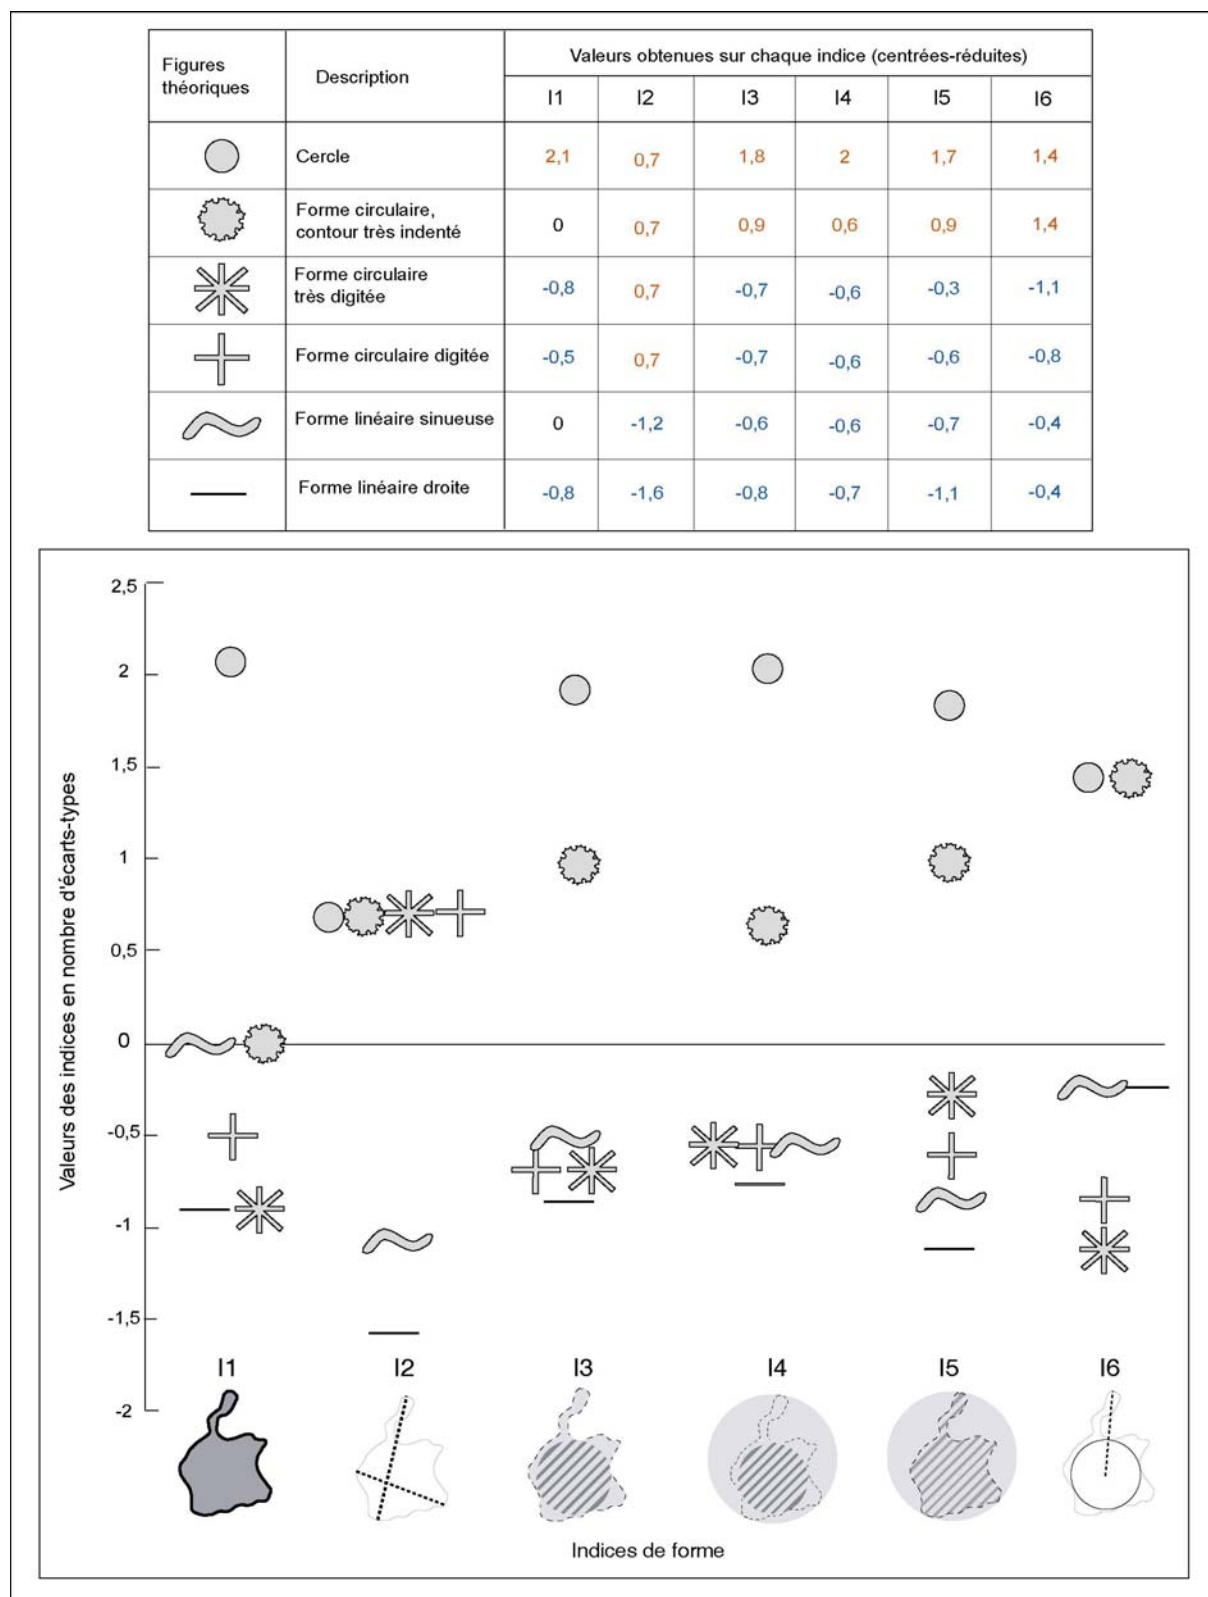 Figures théoriques Description Valeurs obtenues sur chaque indice (centrées-réduites)
I1 I2 I3 I4 I5 I6
Cercle 2,1 0,7 1,8 2 1,7 1,4
Forme circulaire,
contour très indenté 0 0,7 0,9 0,6 0,9 1,4
Forme circulaire
très digitée -0,8 0,7 -0,7 -0,6 -0,3 -1,1
Forme circulaire digitée -0,5 0,7 -0,7 -0,6 -0,6 -0,8
Forme linéaire sinueuse 0 -1,2 -0,6 -0,6 -0,7 -0,4
Forme linéaire droite -0,8 -1,6 -0,8 -0,7 -1,1 -0,4
Valeurs des indices en nombre d'écarts-types
2,5
2
1,5
1
0,5
0
-0,5
-1
-1,5
-2
I1 I2 I3 I4 I5 I6
Indices de forme